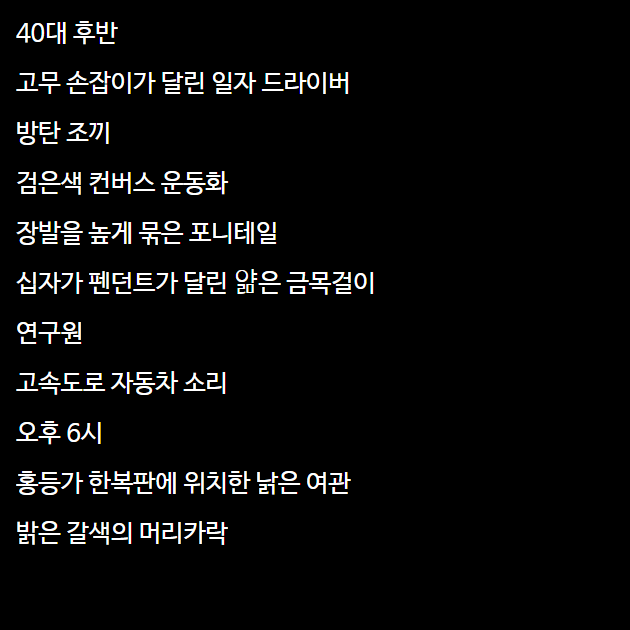 40대 후반
고무 손잡이가 달린 일자 드라이버
방탄 조끼
검은색 컨버스 운동화
장발을 높게 묶은 포니테일
십자가 펜던트가 달린 얇은 금목걸이
연구원
고속도로 자동차 소리
오후 6시
홍등가 한복판에 위치한 낡은 여관
밝은 갈색의 머리카락